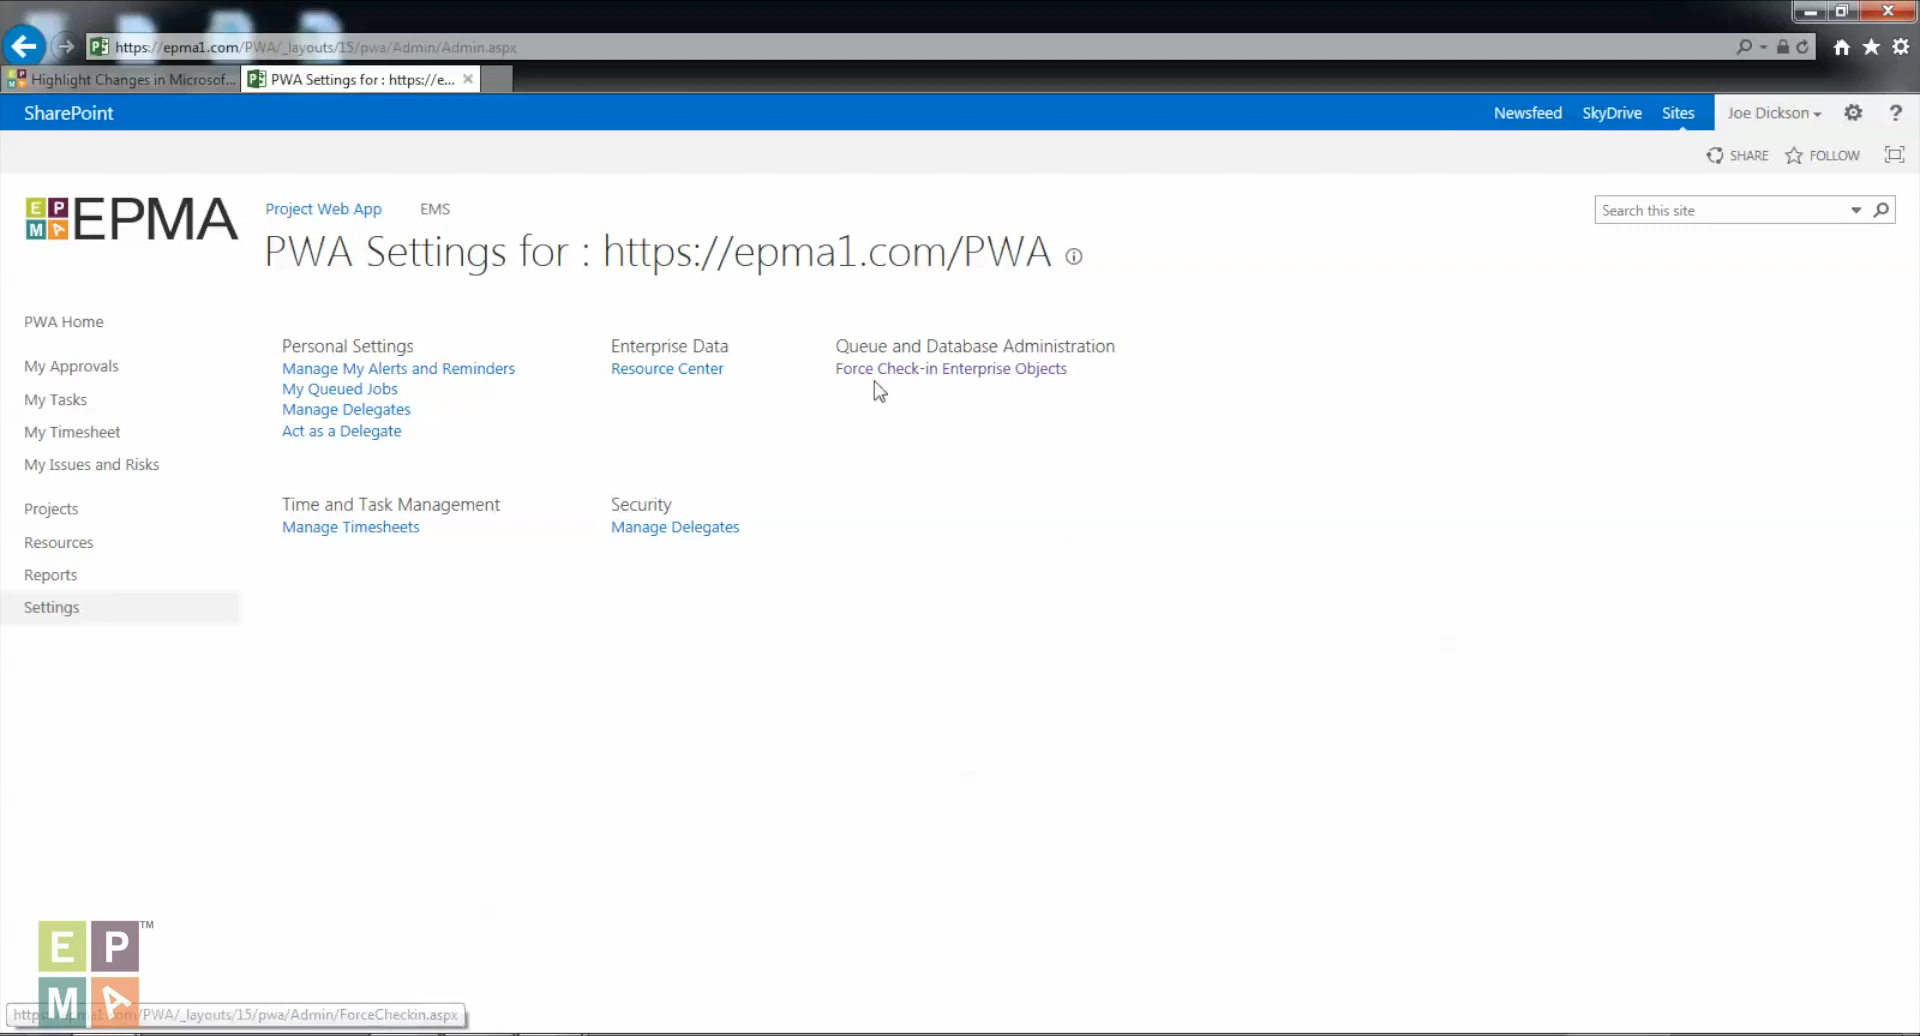 https://epma1.com/PWA/_layouts/15/pwa/Admin/Admin.aspx
Highlight Changes in Microsof...
PWA Settings for : https://e...
SharePoint
Newsfeed
SkyDrive
Sites
Joe Dickson
?
SHARE
FOLLOW
E P M A EPMA
Project Web App
EMS
Search this site
PWA Settings for : https://epma1.com/PWA
PWA Home
My Approvals
My Tasks
My Timesheet
My Issues and Risks
Projects
Resources
Reports
Settings
Personal Settings
Manage My Alerts and Reminders
My Queued Jobs
Manage Delegates
Act as a Delegate
Enterprise Data
Resource Center
Queue and Database Administration
Force Check-in Enterprise Objects
Time and Task Management
Manage Timesheets
Security
Manage Delegates
E P ™
M A
/PWA/_layouts/15/pwa/Admin/ForceCheckin.aspx